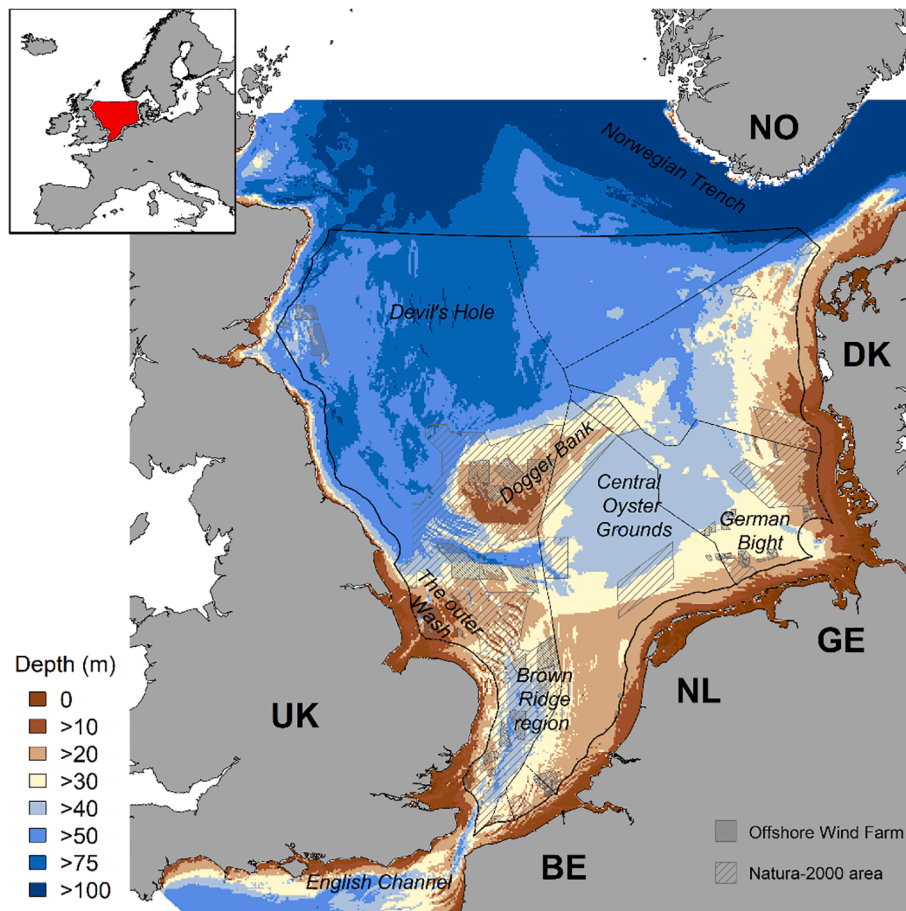 NO
Norwegian Trench
Devil's Hole
DK
Dogger Bank
Central
Oyster
Grounds
German
Bight
The outer
Wash
GE
Depth (m)
0
>10
>20
>30
>40
>50
>75
>100
UK
Brown
Ridge
region
NL
Offshore Wind Farm
Natura-2000 area
BE
English Channel